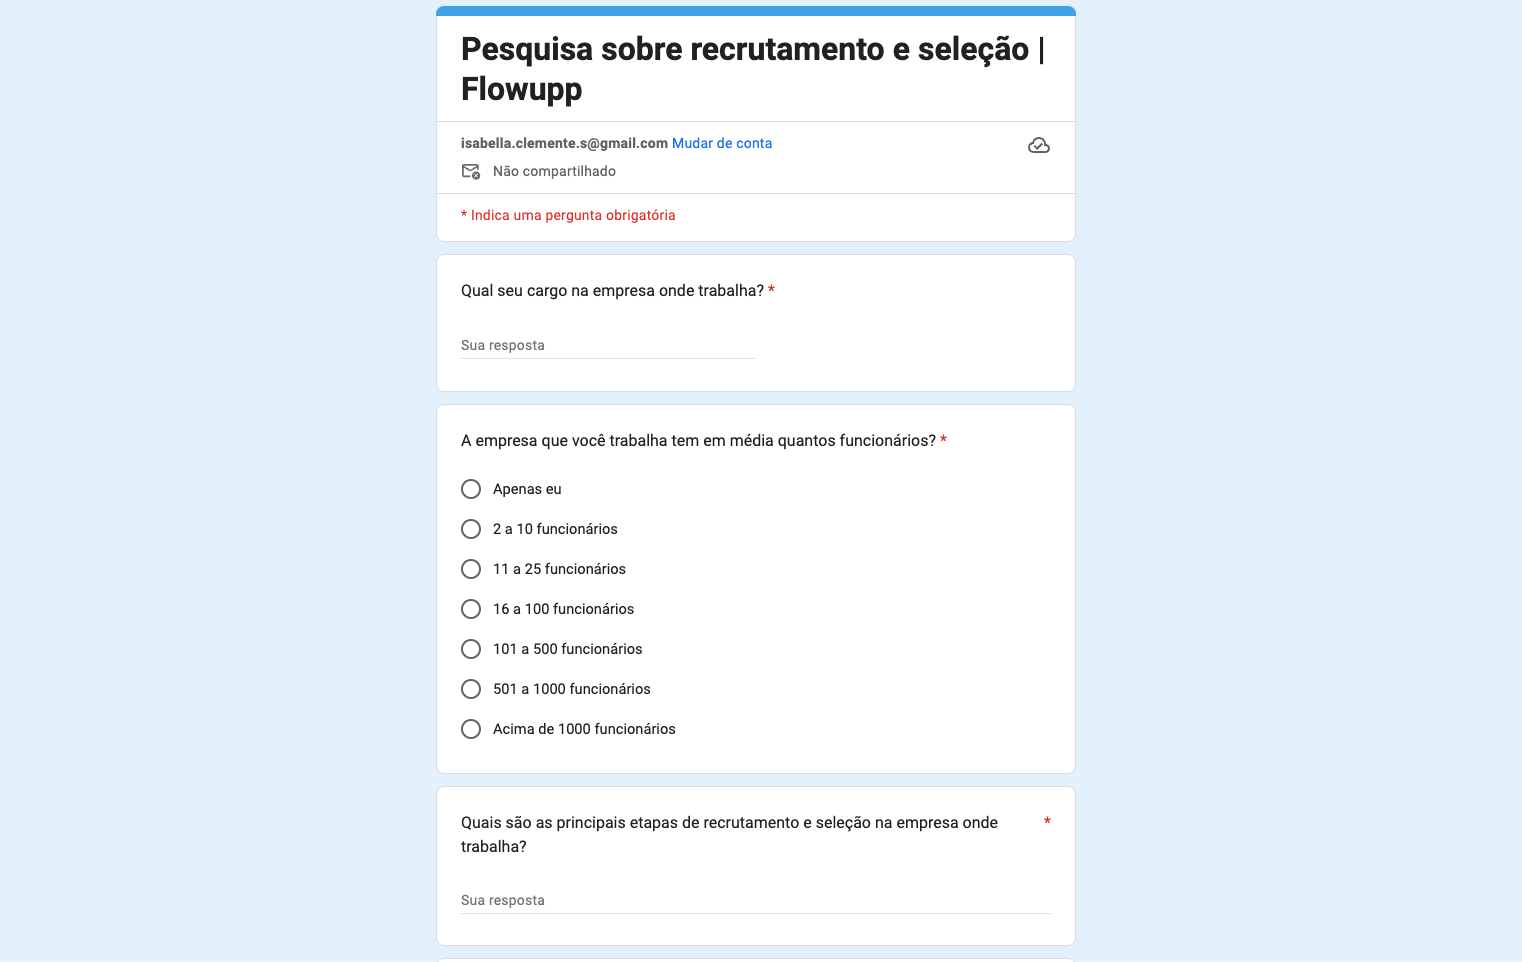 Pesquisa sobre recrutamento e seleção |
Flowupp
isabella.clemente.s@gmail.com Mudar de conta
Não compartilhado
* Indica uma pergunta obrigatória
Qual seu cargo na empresa onde trabalha? *
Sua resposta
A empresa que você trabalha tem em média quantos funcionários? *
Apenas eu
2 a 10 funcionários
11 a 25 funcionários
16 a 100 funcionários
101 a 500 funcionários
501 a 1000 funcionários
Acima de 1000 funcionários
Quais são as principais etapas de recrutamento e seleção na empresa onde *
trabalha?
Sua resposta